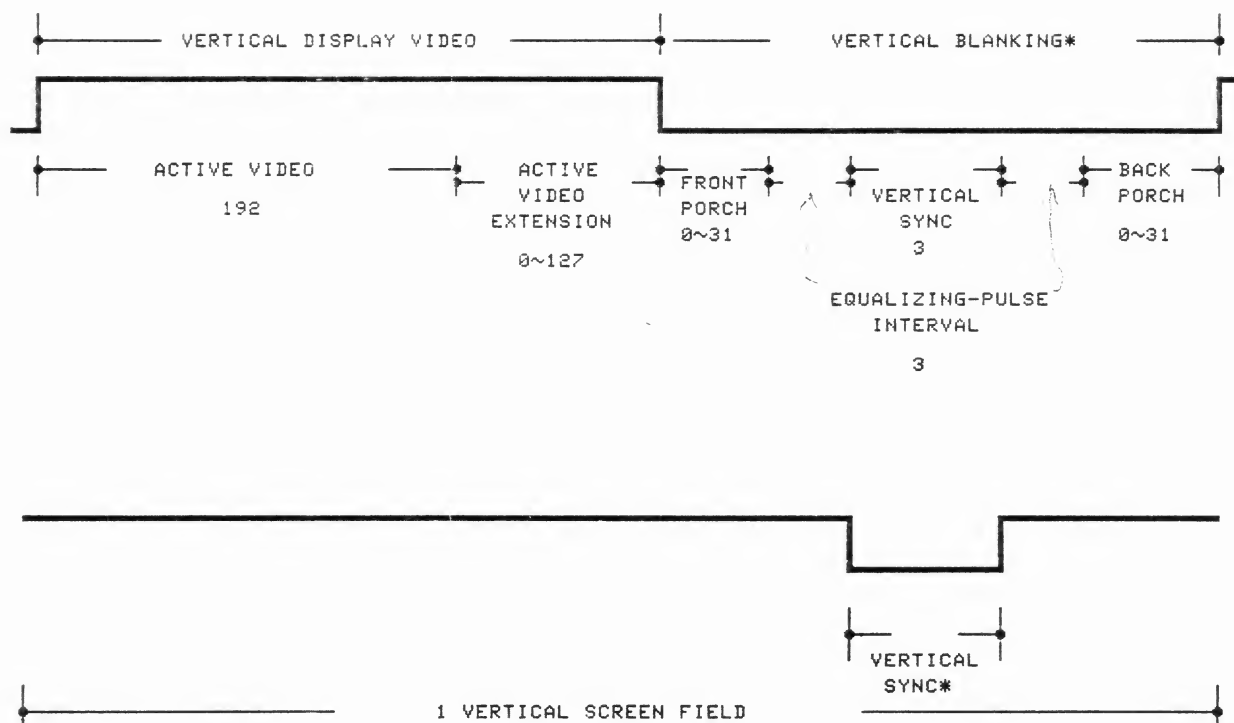 VERTICAL DISPLAY VIDEO
VERTICAL BLANKING*
ACTIVE VIDEO
192
ACTIVE
VIDEO
EXTENSION
0~127
FRONT
PORCH
0~31
VERTICAL
SYNC
3
BACK
PORCH
0~31
EQUALIZING-PULSE
INTERVAL
3
VERTICAL
SYNC*
1 VERTICAL SCREEN FIELD